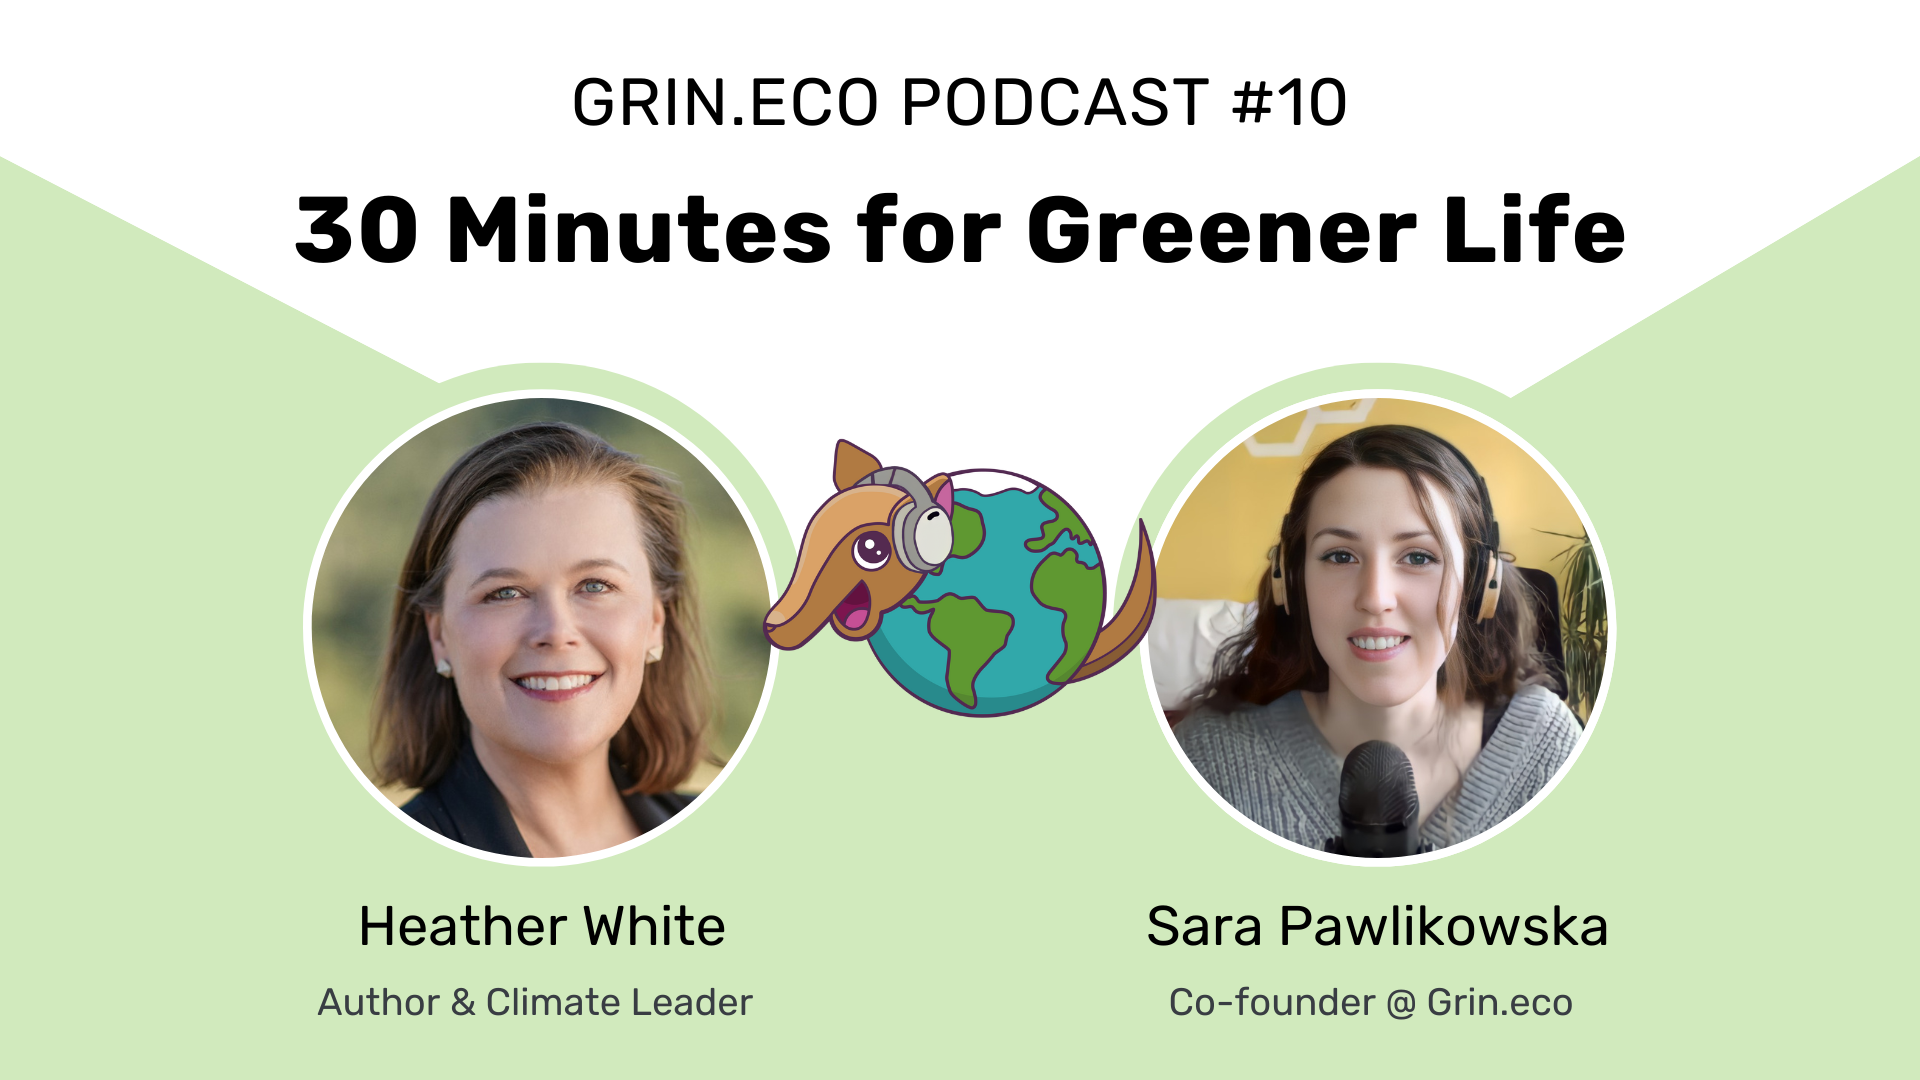 GRIN.ECO PODCAST #10
30 Minutes for Greener Life
Heather White
Author & Climate Leader
Sara Pawlikowska
Co-founder @ Grin.eco